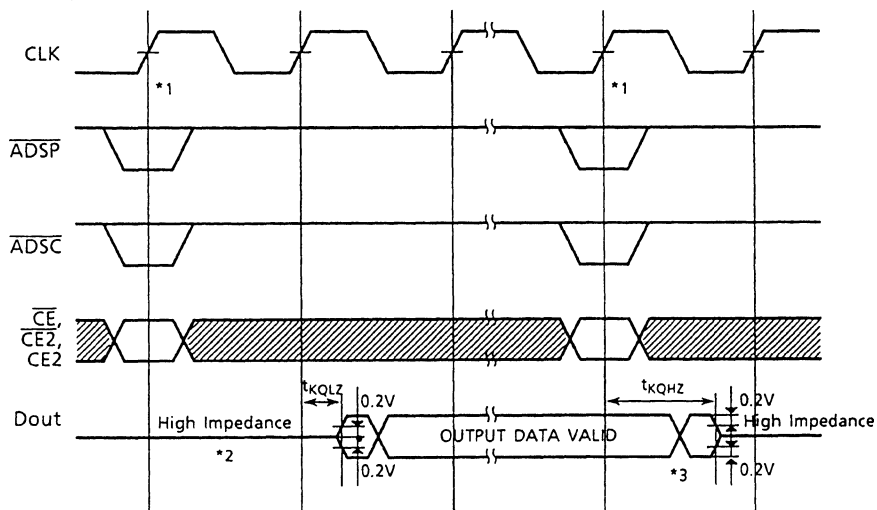 CLK
*1
*1
ADSP
ADSC
CE,
CE2,
CE2
tKQLZ
0.2V
tKQHZ
0.2V
Dout
High Impedance
OUTPUT DATA VALID
High Impedance
*2
0.2V
*3
0.2V